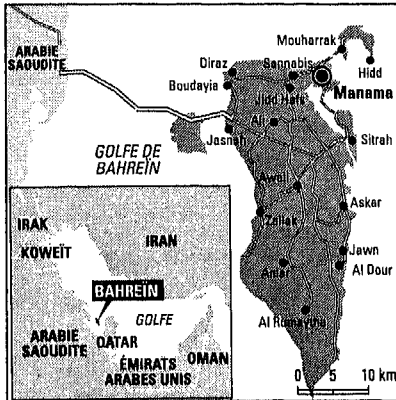 ARABIE
SAOUDITE
Mouharrak
Diraz
Sannabis
Hidd
Boudayia
Jidd Hafs
Manama
Ali
Jasrah
Sitrah
GOLFE DE
BAHREÏN
Awali
Zallak
Askar
Jawn
Amar
Al Dour
Al Rumaytha
0 5 10 km
IRAK
KOWEÏT
IRAN
BAHREÏN
GOLFE
ARABIE
SAOUDITE
QATAR
OMAN
ÉMIRATS
ARABES UNIS